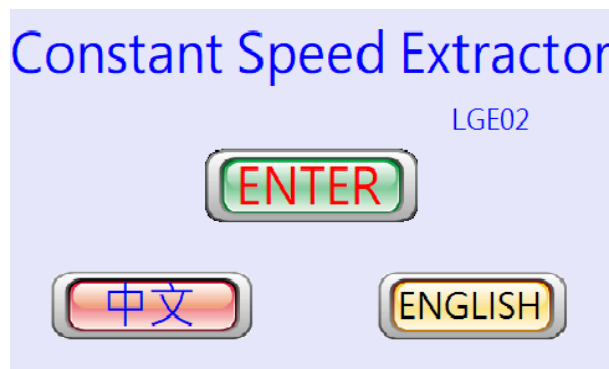 Constant Speed Extractor
LGE02
ENTER
中文
ENGLISH